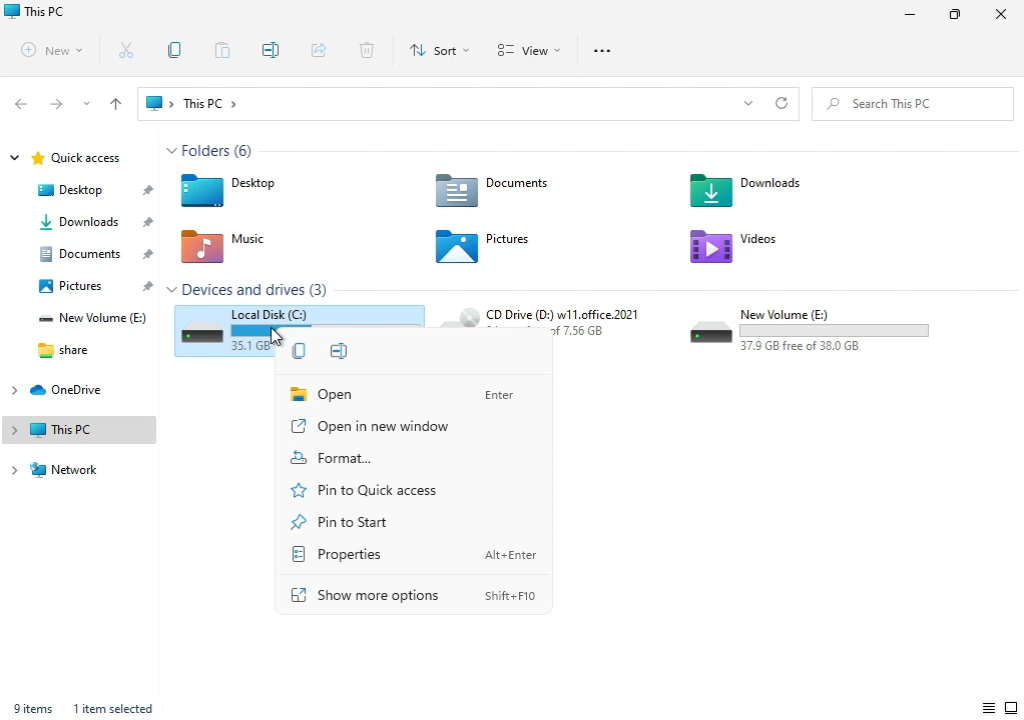 This PC
New
Sort
View
This PC
Search This PC
Quick access
Desktop
Downloads
Documents
Pictures
New Volume (E:)
share
OneDrive
This PC
Network
Folders (6)
Desktop
Documents
Downloads
Music
Pictures
Videos
Devices and drives (3)
Local Disk (C:)
35.1 GB
CD Drive (D:) w11.office.2021
of 7.56 GB
New Volume (E:)
37.9 GB free of 38.0 GB
Open Enter
Open in new window
Format...
Pin to Quick access
Pin to Start
Properties Alt+Enter
Show more options Shift+F10
9 items 1 item selected